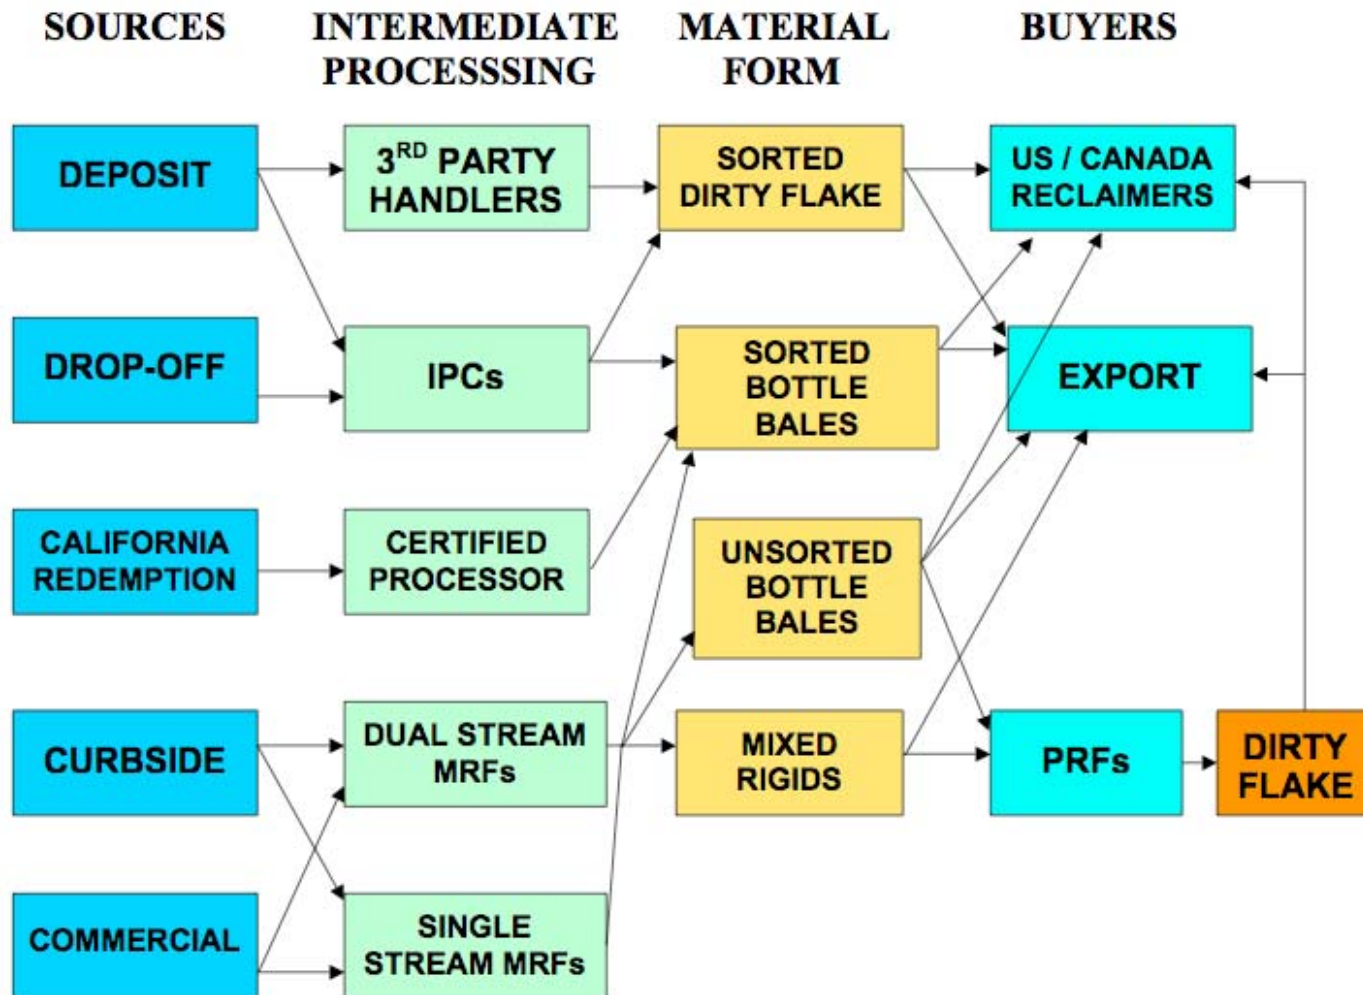 SOURCES
INTERMEDIATE
PROCESSSING
MATERIAL
FORM
BUYERS
DEPOSIT
3RD PARTY
HANDLERS
SORTED
DIRTY FLAKE
US / CANADA
RECLAIMERS
DROP-OFF
IPCs
SORTED
BOTTLE
BALES
EXPORT
CALIFORNIA
REDEMPTION
CERTIFIED
PROCESSOR
UNSORTED
BOTTLE
BALES
CURBSIDE
DUAL STREAM
MRFs
MIXED
RIGIDS
PRFs
DIRTY
FLAKE
COMMERCIAL
SINGLE
STREAM MRFs